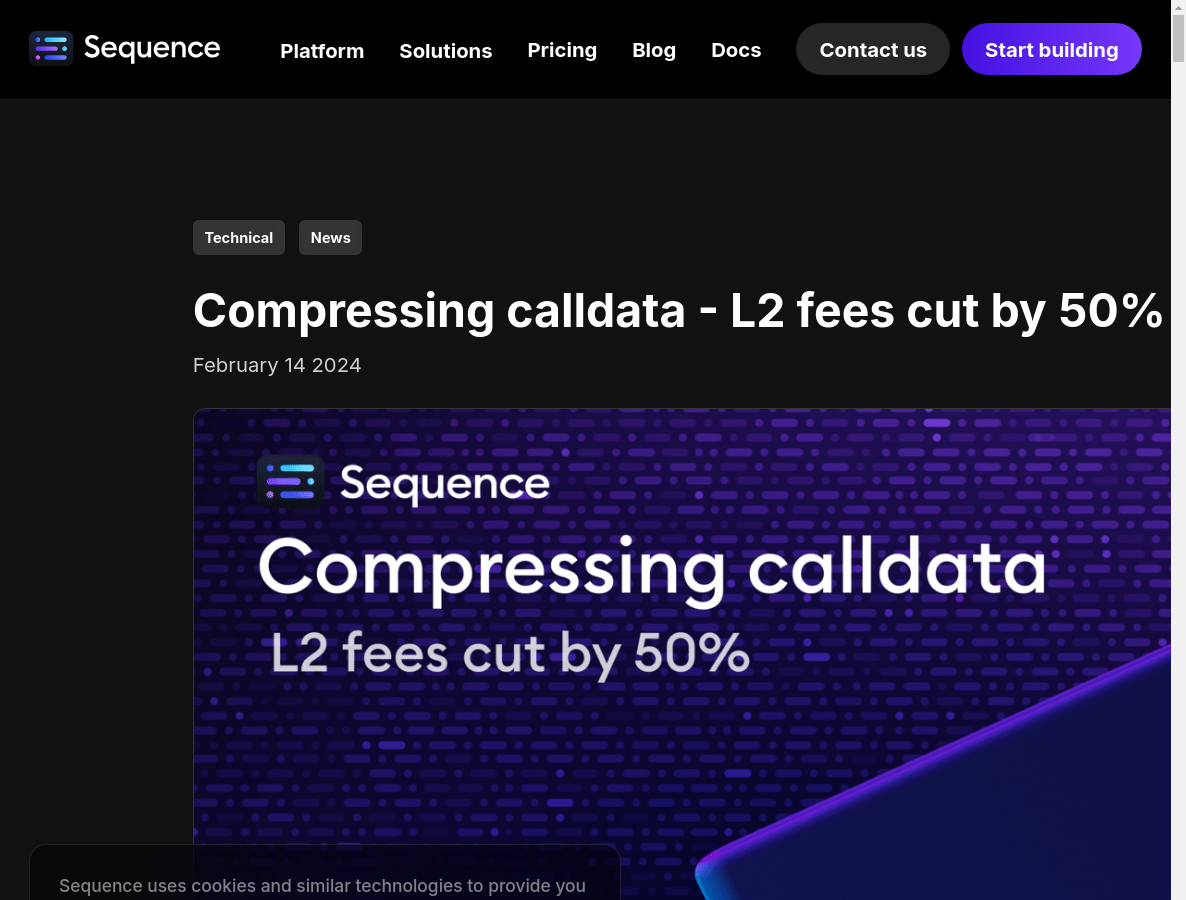 Sequence
Platform
Solutions
Pricing
Blog
Docs
Contact us
Start building
Technical
News
Compressing calldata - L2 fees cut by 50%
February 14 2024
Sequence
Compressing calldata
L2 fees cut by 50%
Sequence uses cookies and similar technologies to provide you